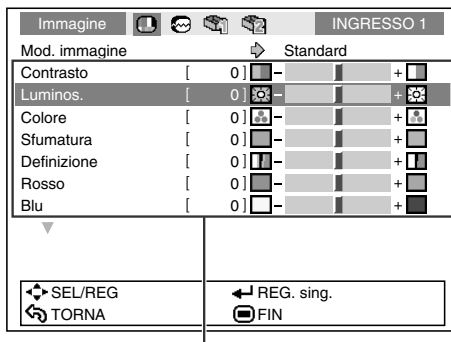 Immagine INGRESSO 1
Mod. immagine Standard
Contrasto [ 0 ] - +
Luminos. [ 0 ] - +
Colore [ 0 ] - +
Sfumatura [ 0 ] - +
Definizione [ 0 ] - +
Rosso [ 0 ] - +
Blu [ 0 ] - +
SEL/REG REG. sing.
TORNA FIN